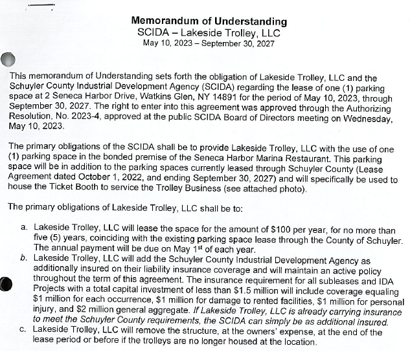 Memorandum of Understanding
SCIDA – Lakeside Trolley, LLC
May 10, 2023 – September 30, 2027
This memorandum of Understanding sets forth the obligation of Lakeside Trolley, LLC and the
Schuyler County Industrial Development Agency (SCIDA) regarding the lease of one (1) parking
space at 2 Seneca Harbor Drive, Watkins Glen, NY 14891 for the period of May 10, 2023, through
September 30, 2027. The right to enter into this agreement was approved through the Authorizing
Resolution, No. 2023-4, approved at the public SCIDA Board of Directors meeting on Wednesday,
May 10, 2023.
The primary obligations of the SCIDA shall be to provide Lakeside Trolley, LLC with the use of one
(1) parking space in the bonded premise of the Seneca Harbor Marina Restaurant. This parking
space will be in addition to the parking spaces currently leased through Schuyler County (Lease
Agreement dated October 1, 2022, and ending September 30, 2027) and will specifically be used to
house the Ticket Booth to service the Trolley Business (see attached photo).
The primary obligations of Lakeside Trolley, LLC shall be to:
a. Lakeside Trolley, LLC will lease the space for the amount of $100 per year, for no more than
five (5) years, coinciding with the existing parking space lease through the County of Schuyler.
The annual payment will be due on May 1st of each year.
b. Lakeside Trolley, LLC will add the Schuyler County Industrial Development Agency as
additionally insured on their liability insurance coverage and will maintain an active policy
throughout the term of this agreement. The insurance requirement for all subleases and IDA
Projects with a total capital investment of less than $1.5 million will include coverage equaling
$1 million for each occurrence, $1 million for damage to rented facilities, $1 million for personal
injury, and $2 million general aggregate. If Lakeside Trolley, LLC is already carrying insurance
to meet the Schuyler County requirements, the SCIDA can simply be as additional insured.
c. Lakeside Trolley, LLC will remove the structure, at the owners' expense, at the end of the
lease period or before if the trolleys are no longer housed at the location.